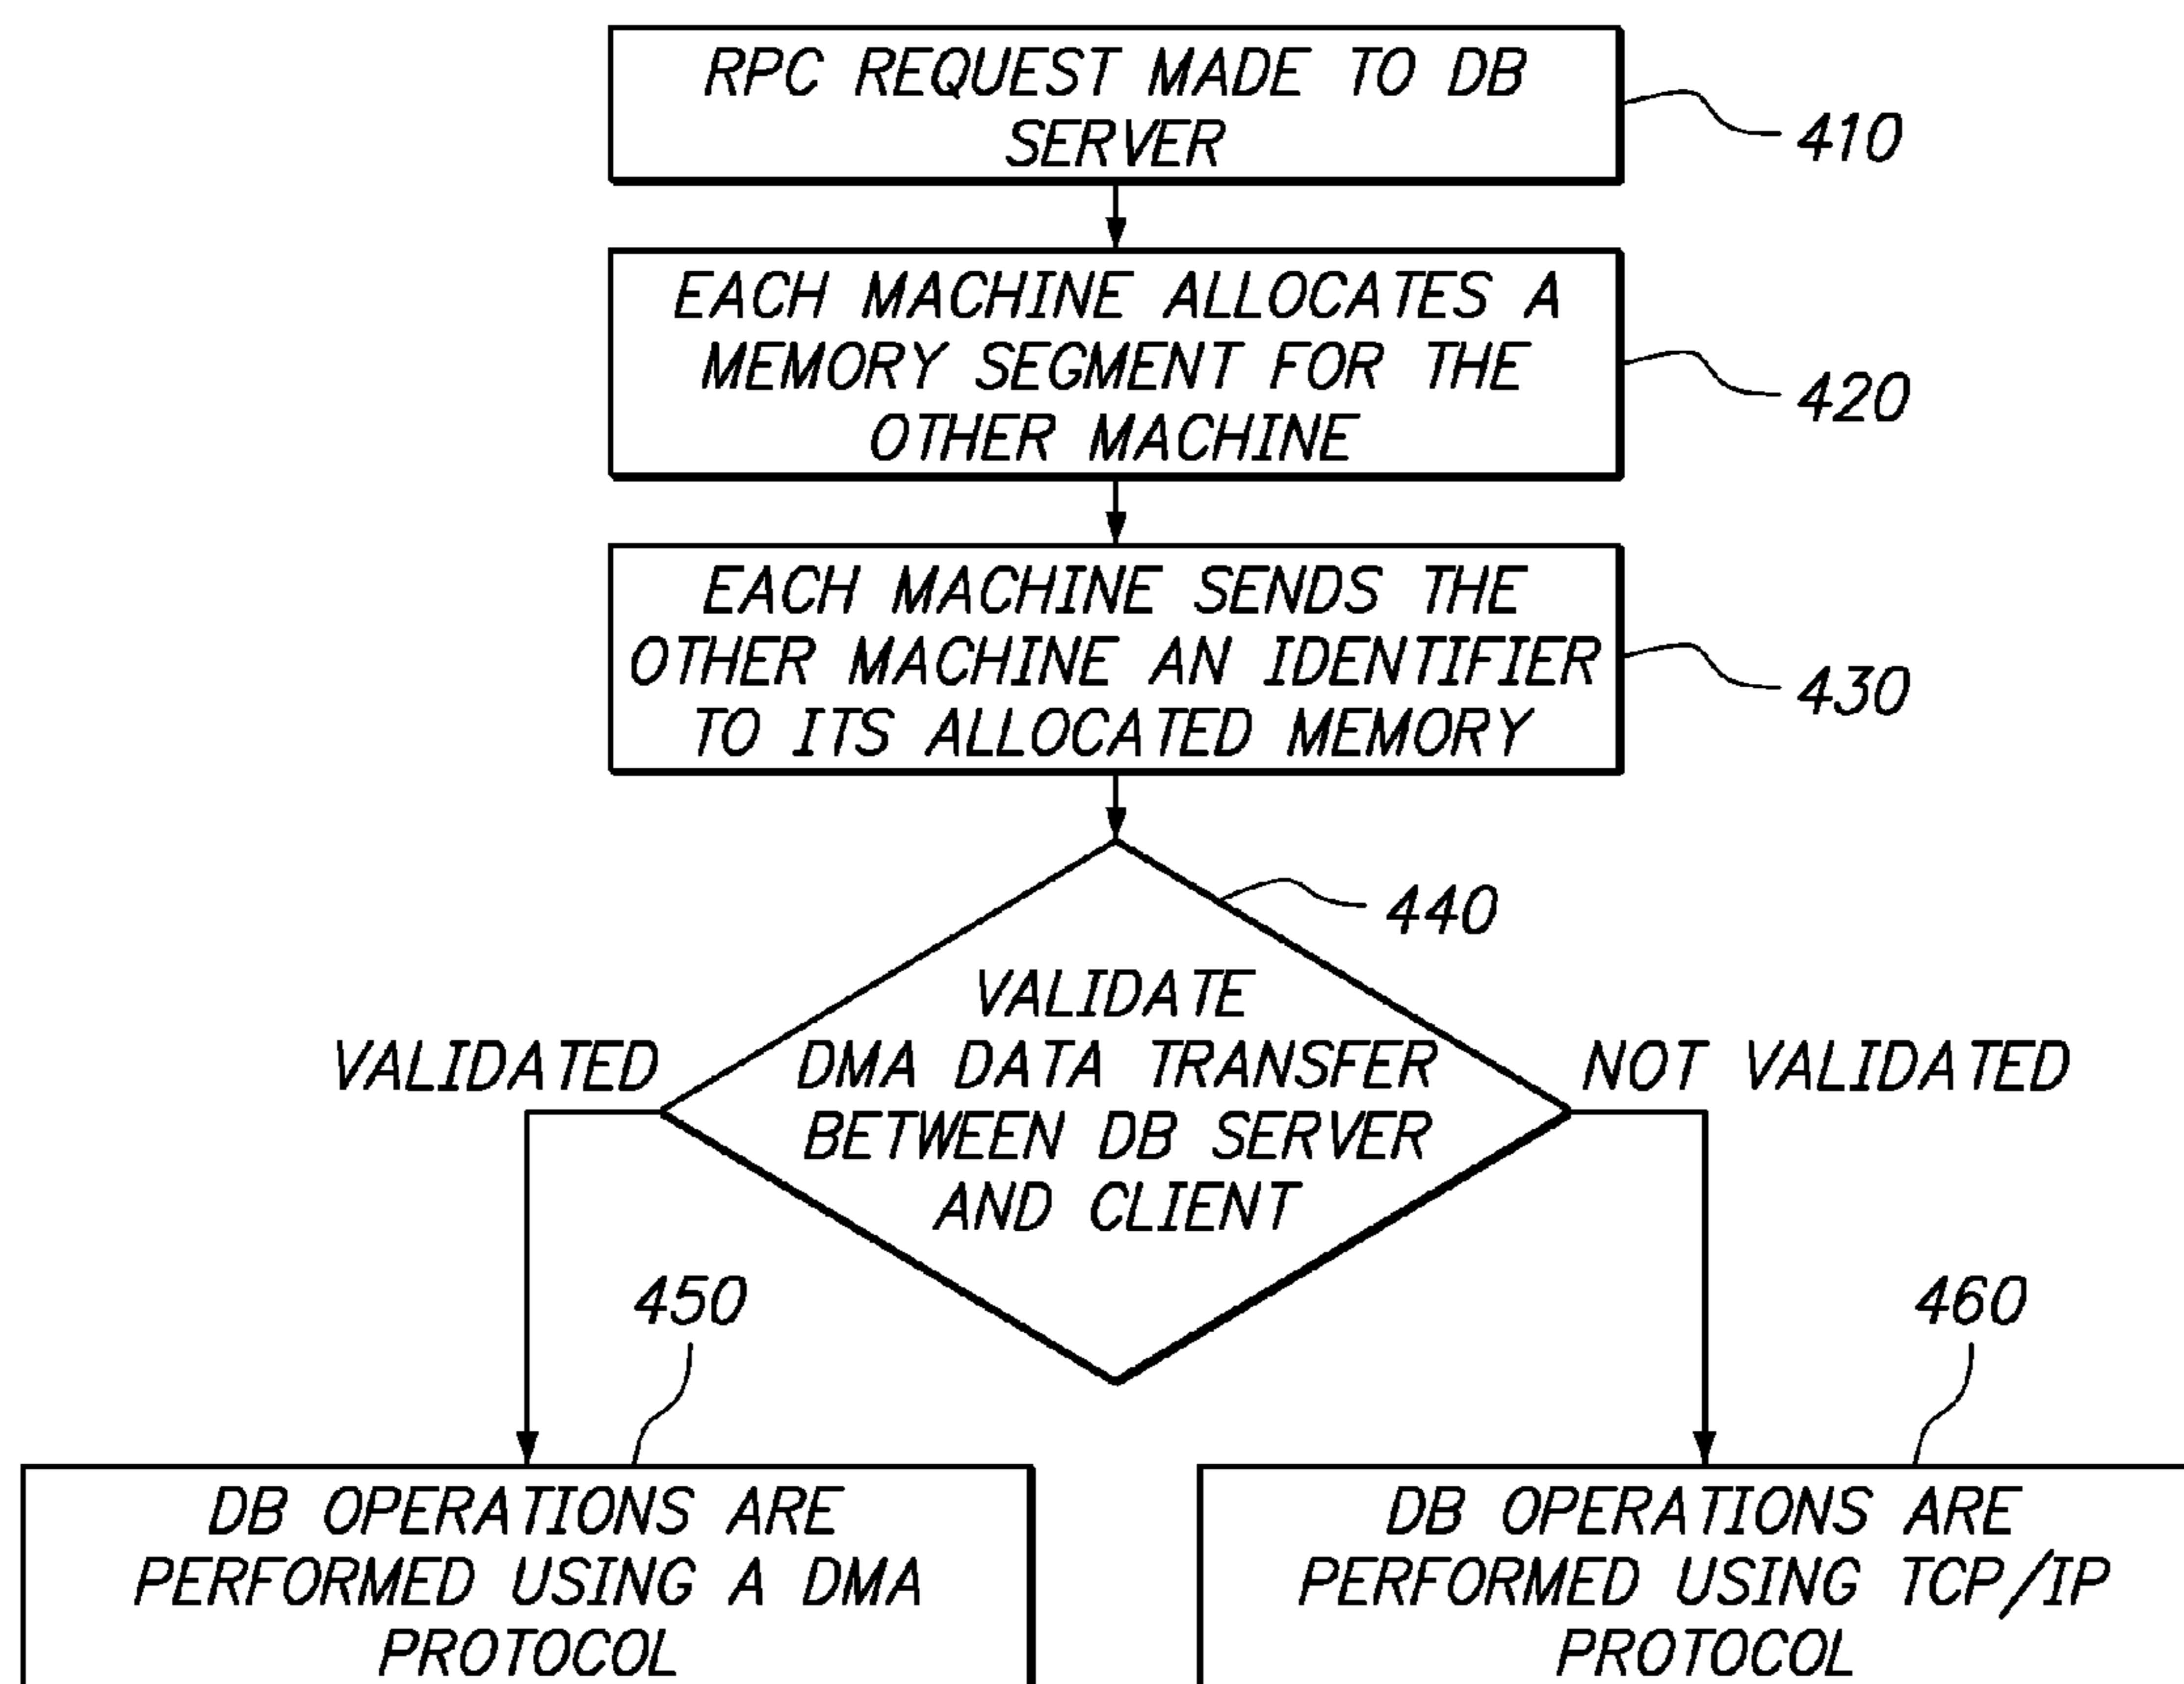 RPC REQUEST MADE TO DB
SERVER
410
EACH MACHINE ALLOCATES A
MEMORY SEGMENT FOR THE
OTHER MACHINE
420
EACH MACHINE SENDS THE
OTHER MACHINE AN IDENTIFIER
TO ITS ALLOCATED MEMORY
430
440
VALIDATE
DMA DATA TRANSFER
BETWEEN DB SERVER
AND CLIENT
VALIDATED
NOT VALIDATED
450
460
DB OPERATIONS ARE
PERFORMED USING A DMA
PROTOCOL
DB OPERATIONS ARE
PERFORMED USING TCP/IP
PROTOCOL